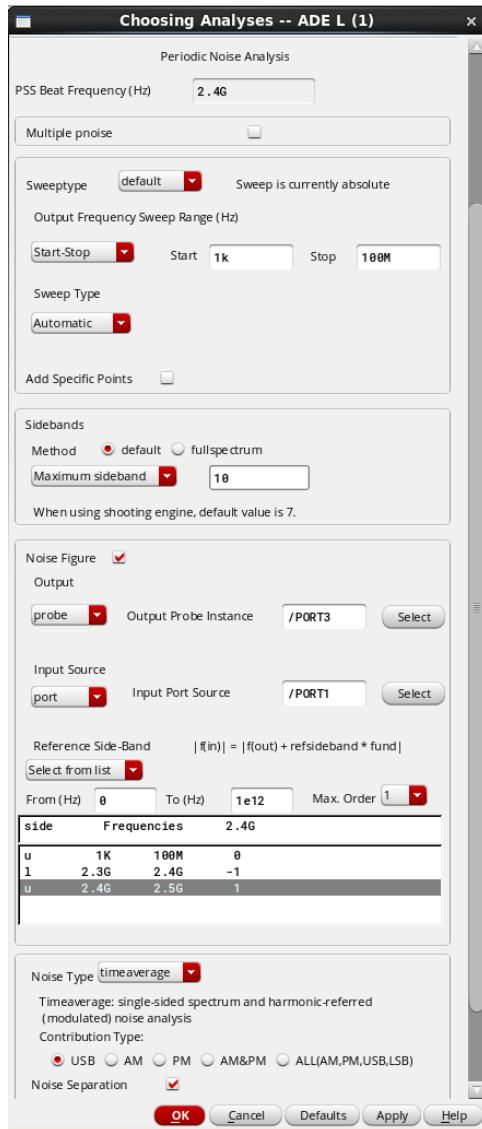 Choosing Analyses -- ADE L (1)
Periodic Noise Analysis
PSS Beat Frequency (Hz) 2.4G
Multiple pnoise
Sweeptype default Sweep is currently absolute
Output Frequency Sweep Range (Hz)
Start-Stop Start 1k Stop 100M
Sweep Type
Automatic
Add Specific Points
Sidebands
Method default fullspectrum
Maximum sideband 10
When using shooting engine, default value is 7.
Noise Figure
Output
probe Output Probe Instance /PORT3 Select
Input Source
port Input Port Source /PORT1 Select
Reference Side-Band |f(in)| = |f(out) + refsideband * fund|
Select from list
From (Hz) 0 To (Hz) 1e12 Max. Order 1
side Frequencies 2.4G
u 1K 100M 0
l 2.3G 2.4G -1
u 2.4G 2.5G 1
Noise Type timeaverage
Timeaverage: single-sided spectrum and harmonic-referred
(modulated) noise analysis
Contribution Type:
USB AM PM AM&PM ALL(AM,PM,USB,LSB)
Noise Separation
OK Cancel Defaults Apply Help